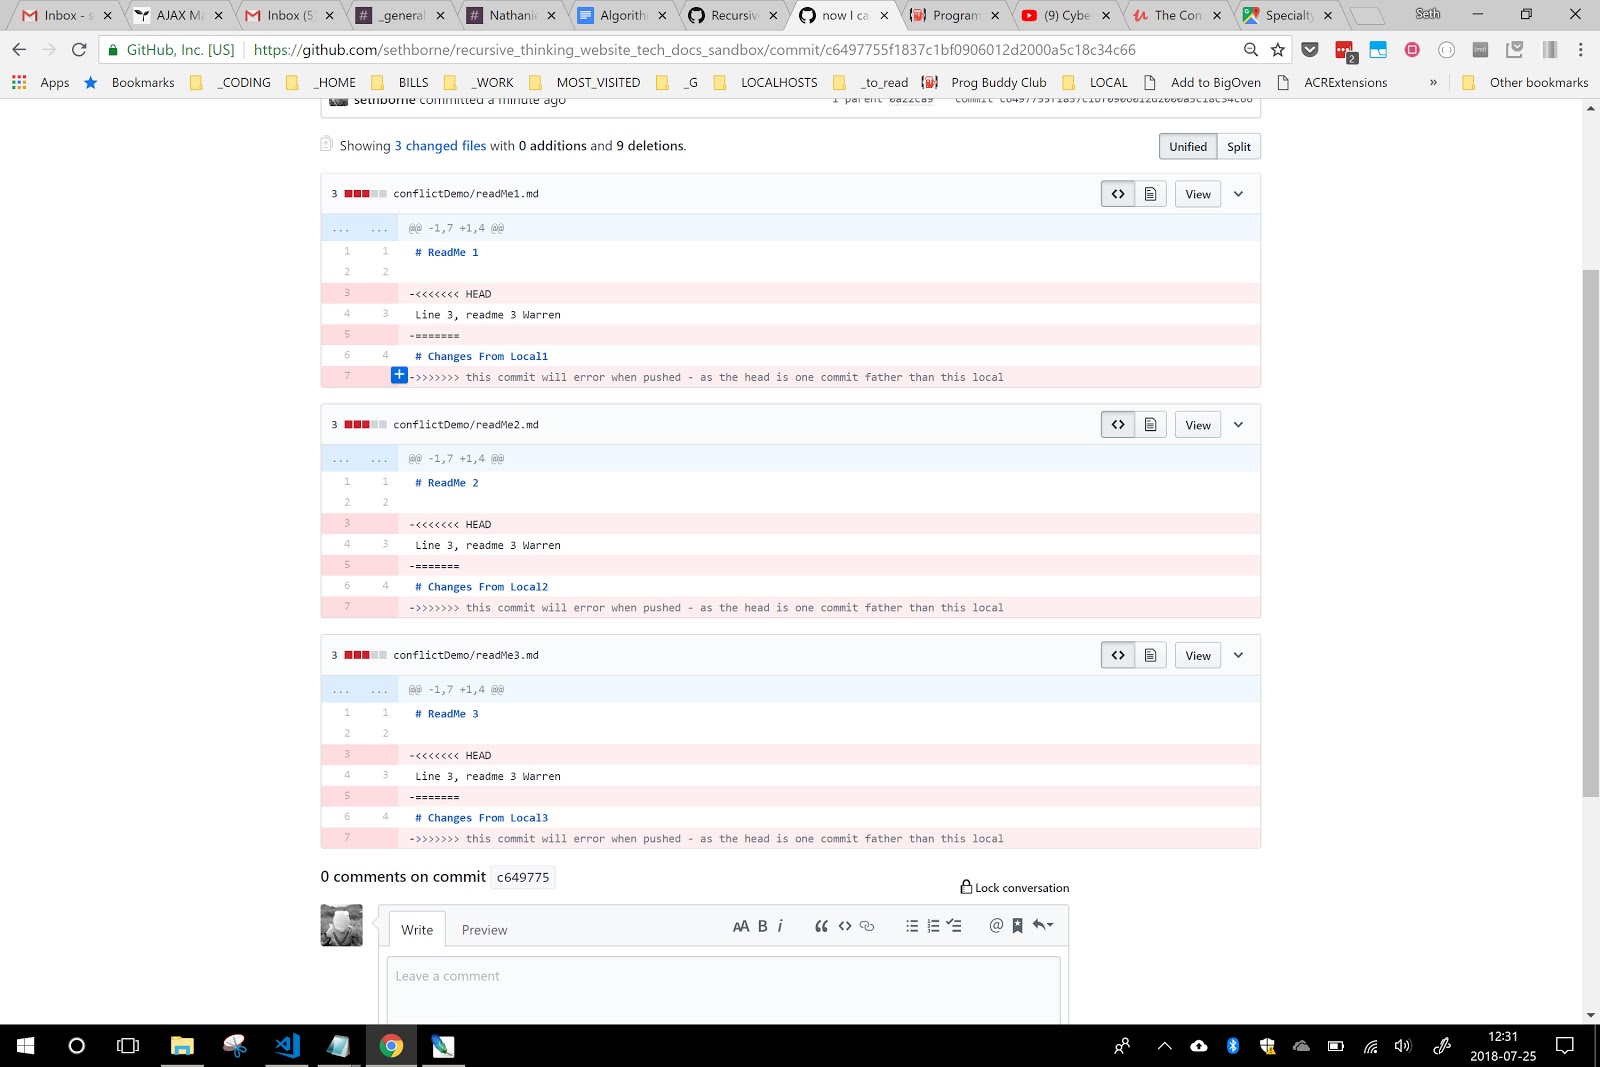 Inbox - s
AJAX Ma
Inbox (5)
_general
Nathanie
Algorith
Recursiv
now I ca
Program
(9) Cybe
The Con
Specialty
Seth
GitHub, Inc. [US]
https://github.com/sethborne/recursive_thinking_website_tech_docs_sandbox/commit/c6497755f1837c1bf0906012d2000a5c18c34c66
2
Apps Bookmarks _CODING _HOME BILLS _WORK MOST_VISITED _G LOCALHOSTS _to_read Prog Buddy Club LOCAL Add to BigOven ACRExtensions » Other bookmarks
sethborne committed a minute ago 1 parent 0a22ca9 commit c6497755f1837c1bf0906012d2000a5c18c34c66
Showing 3 changed files with 0 additions and 9 deletions. Unified Split
3 conflictDemo/readMe1.md <> View
... ... @@ -1,7 +1,4 @@
1 1 # ReadMe 1
2 2
3 -<<<<<<< HEAD
4 3 Line 3, readme 3 Warren
5 -=======
6 4 # Changes From Local1
7 + ->>>>>>> this commit will error when pushed - as the head is one commit father than this local
3 conflictDemo/readMe2.md <> View
... ... @@ -1,7 +1,4 @@
1 1 # ReadMe 2
2 2
3 -<<<<<<< HEAD
4 3 Line 3, readme 3 Warren
5 -=======
6 4 # Changes From Local2
7 ->>>>>>> this commit will error when pushed - as the head is one commit father than this local
3 conflictDemo/readMe3.md <> View
... ... @@ -1,7 +1,4 @@
1 1 # ReadMe 3
2 2
3 -<<<<<<< HEAD
4 3 Line 3, readme 3 Warren
5 -=======
6 4 # Changes From Local3
7 ->>>>>>> this commit will error when pushed - as the head is one commit father than this local
0 comments on commit c649775
Lock conversation
Write Preview AA B i “ <> @
Leave a comment
12:31
2018-07-25